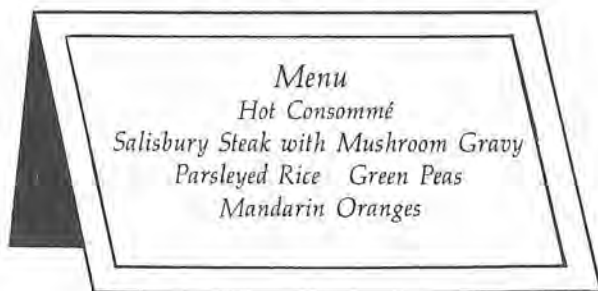 Menu
Hot Consommé
Salisbury Steak with Mushroom Gravy
Parsleyed Rice Green Peas
Mandarin Oranges